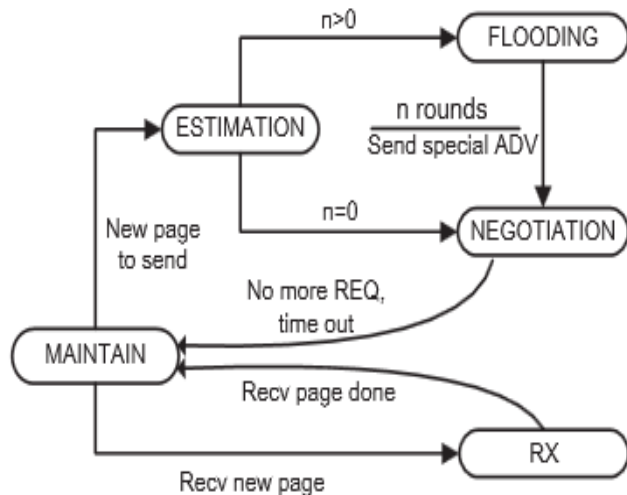 n>0
FLOODING
ESTIMATION
n rounds
Send special ADV
n=0
New page
to send
NEGOTIATION
No more REQ,
time out
MAINTAIN
Recv page done
RX
Recv new page